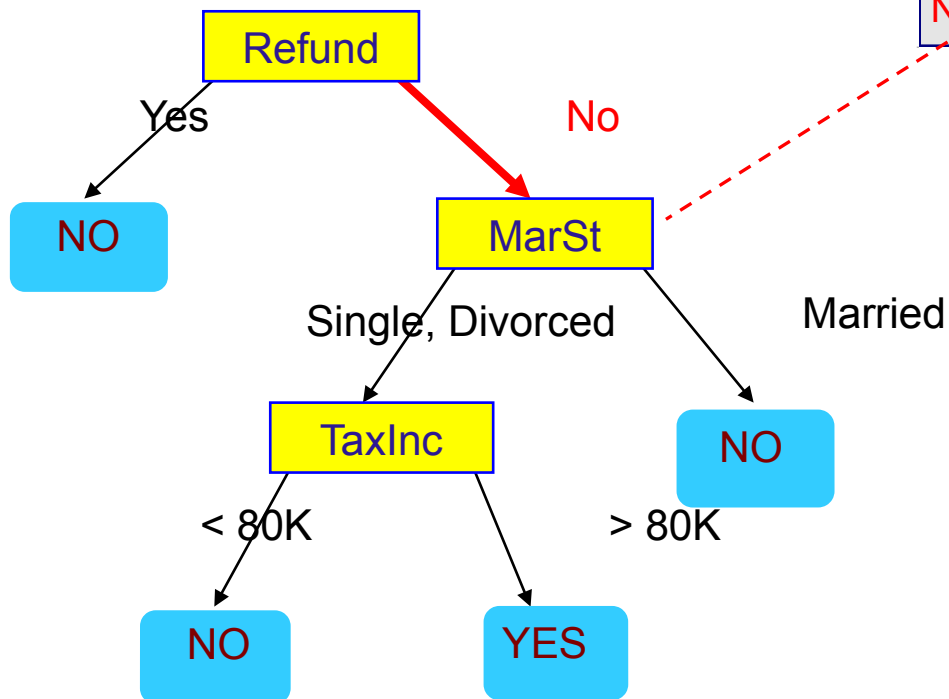 Refund
Yes
No
NO
MarSt
Single, Divorced
Married
TaxInc
NO
< 80K
> 80K
NO
YES